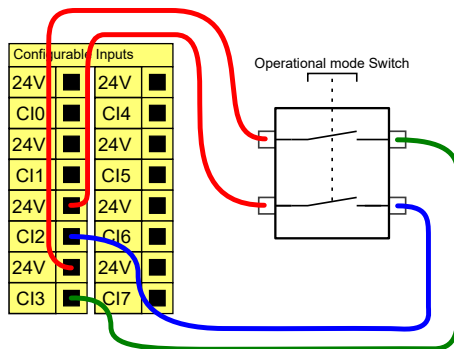 Configurable Inputs
Operational mode Switch
24V 24V
CI0 CI4
24V 24V
CI1 CI5
24V 24V
CI2 CI6
24V 24V
CI3 CI7